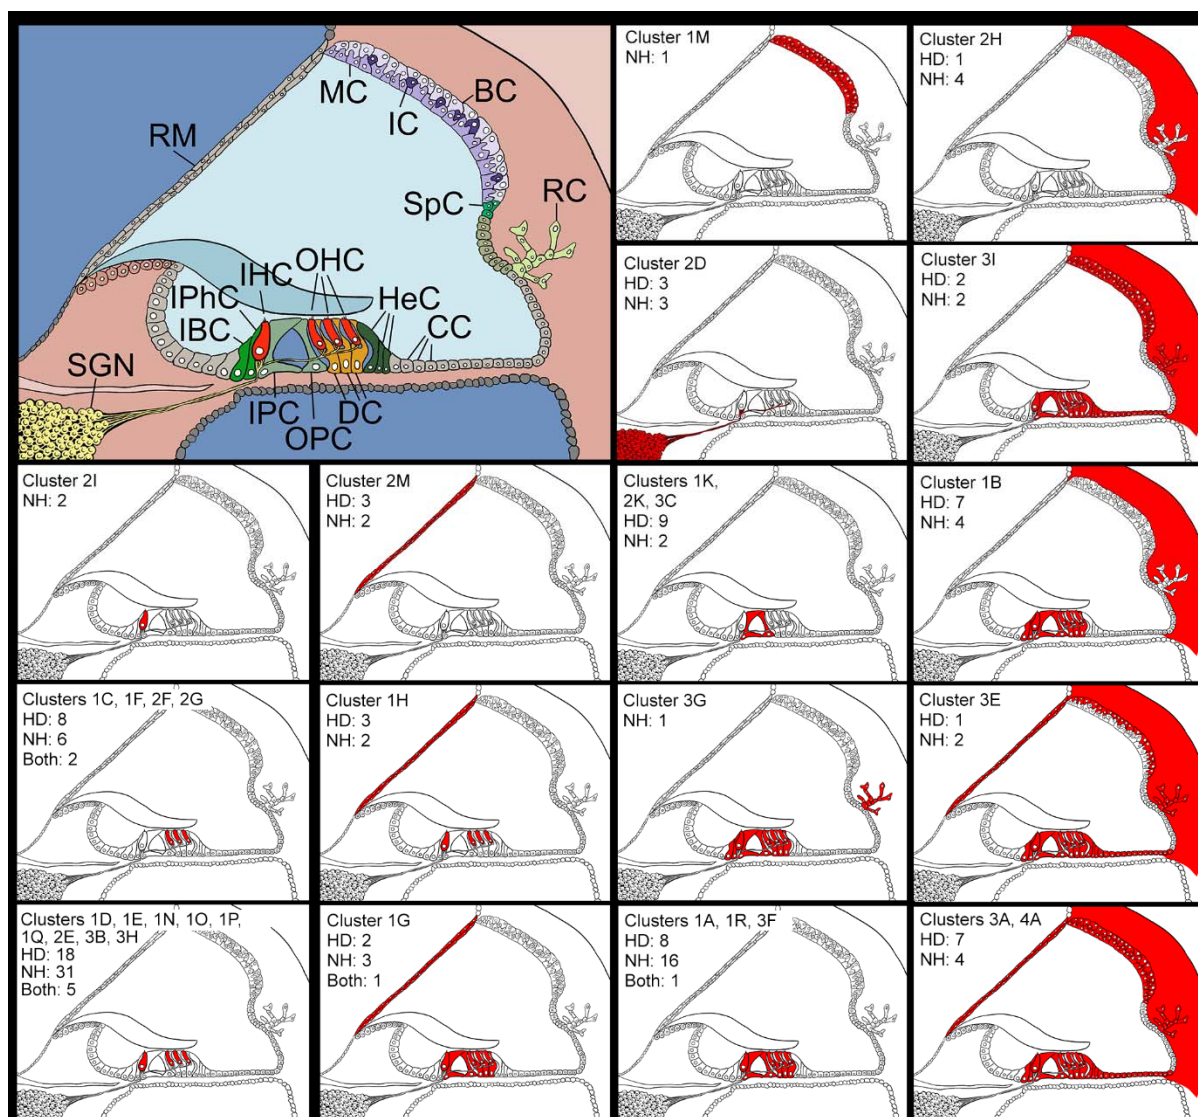 MC
IC
BC
RM
RC
SpC
OHC
IHC
IPhC
HeC
IBC
CC
SGN
IPC
DC
OPC
Cluster 1M
NH: 1
Cluster 2H
HD: 1
NH: 4
Cluster 2D
HD: 3
NH: 3
Cluster 3I
HD: 2
NH: 2
Cluster 2I
NH: 2
Cluster 2M
HD: 3
NH: 2
Clusters 1K,
2K, 3C
HD: 9
NH: 2
Cluster 1B
HD: 7
NH: 4
Clusters 1C, 1F, 2F, 2G
HD: 8
NH: 6
Both: 2
Cluster 1H
HD: 3
NH: 2
Cluster 3G
NH: 1
Cluster 3E
HD: 1
NH: 2
Clusters 1D, 1E, 1N, 1O, 1P,
1Q, 2E, 3B, 3H
HD: 18
NH: 31
Both: 5
Cluster 1G
HD: 2
NH: 3
Both: 1
Clusters 1A, 1R, 3F
HD: 8
NH: 16
Both: 1
Clusters 3A, 4A
HD: 7
NH: 4